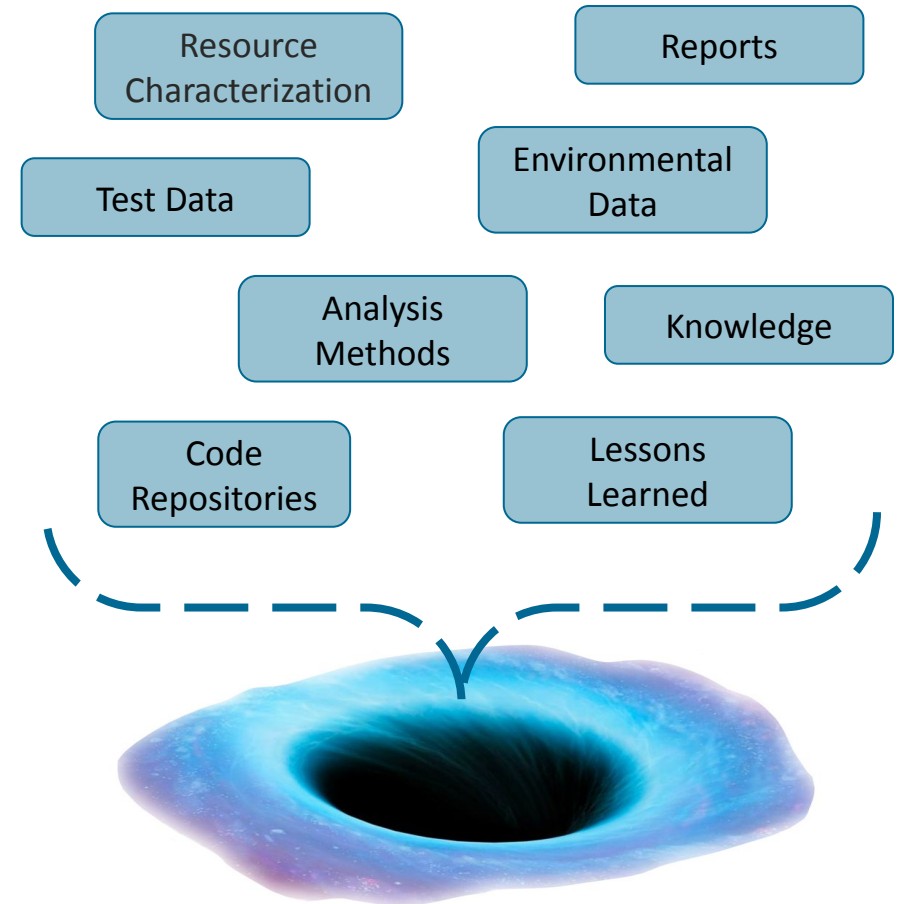 Resource
Characterization
Reports
Test Data
Environmental
Data
Analysis
Methods
Knowledge
Code
Repositories
Lessons
Learned